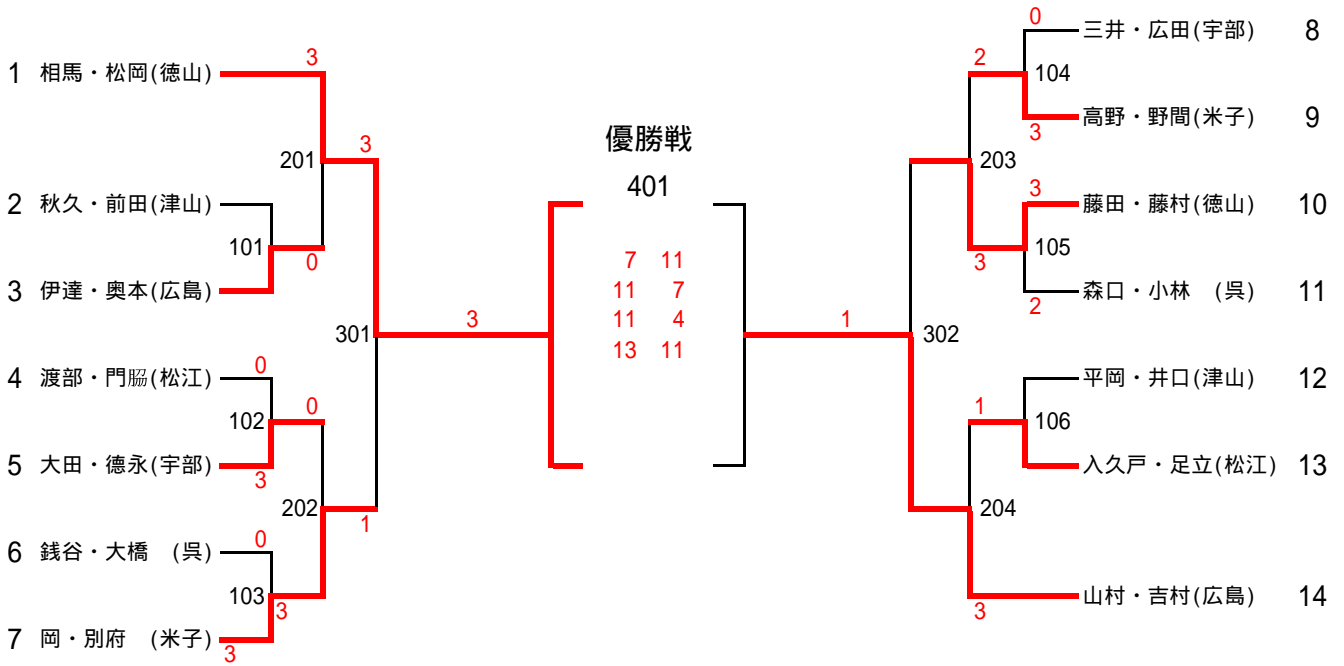 0
三井・広田(宇部) 8
3 2
1 相馬・松岡(徳山) 104
優勝戦 高野・野間(米子) 9
3 3
201 203
401 3
2 秋久・前田(津山) 藤田・藤村(徳山) 10
101 105
0 7 11 3
3 伊達・奥本(広島) 11 7 森口・小林 (呉) 11
2
3 11 4 1
301 302
13 11
0
4 渡部・門脇(松江) 平岡・井口(津山) 12
0 1
102 106
5 大田・德永(宇部) 入久戸・足立(松江) 13
3
202 204
1
0
6 銭谷・大橋 (呉)
103 山村・吉村(広島) 14
3 3
7 岡・別府 (米子)
3